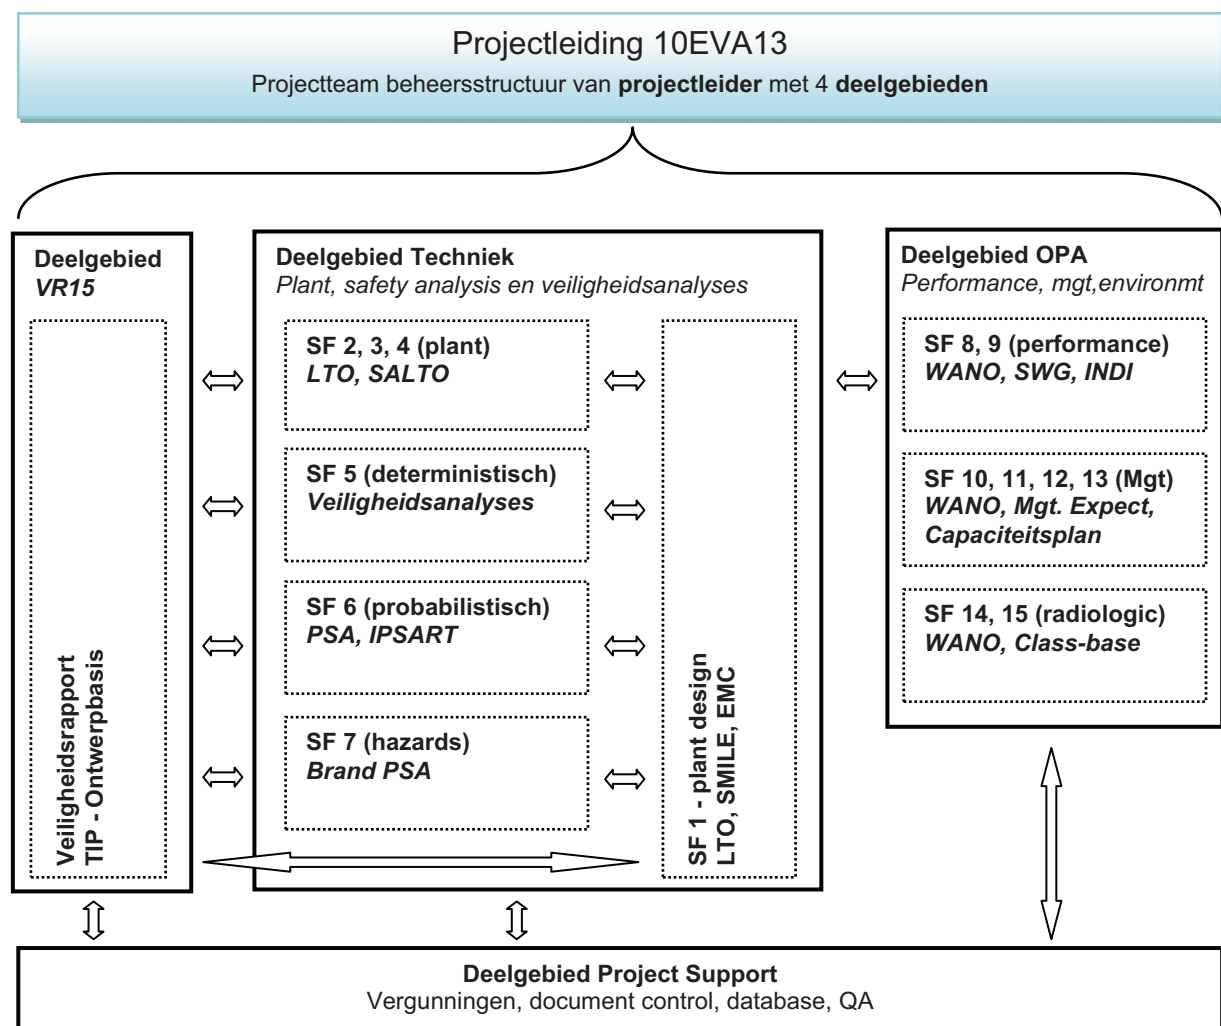 Projectleiding 10EVA13
Projectteam beheersstructuur van projectleider met 4 deelgebieden
Deelgebied
VR15
Veiligheidsrapport
TIP - Ontwerpbasis
Deelgebied Techniek
Plant, safety analysis en veiligheidsanalyses
SF 2, 3, 4 (plant)
LTO, SALTO
SF 5 (deterministisch)
Veiligheidsanalyses
SF 6 (probabilistisch)
PSA, IPSART
SF 7 (hazards)
Brand PSA
SF 1 - plant design
LTO, SMILE, EMC
Deelgebied OPA
Performance, mgt,environmt
SF 8, 9 (performance)
WANO, SWG, INDI
SF 10, 11, 12, 13 (Mgt)
WANO, Mgt. Expect,
Capaciteitsplan
SF 14, 15 (radiologic)
WANO, Class-base
Deelgebied Project Support
Vergunningen, document control, database, QA